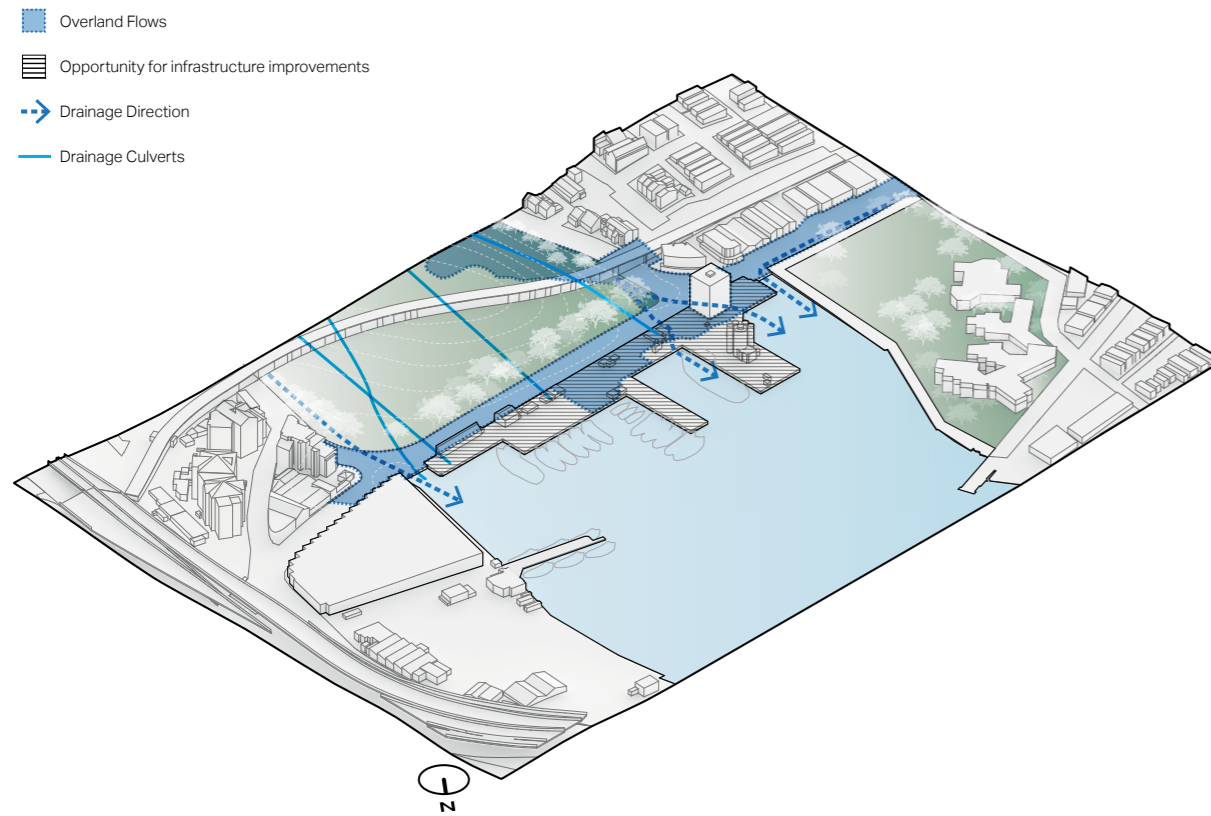 Overland Flows
Opportunity for infrastructure improvements
Drainage Direction
Drainage Culverts
N